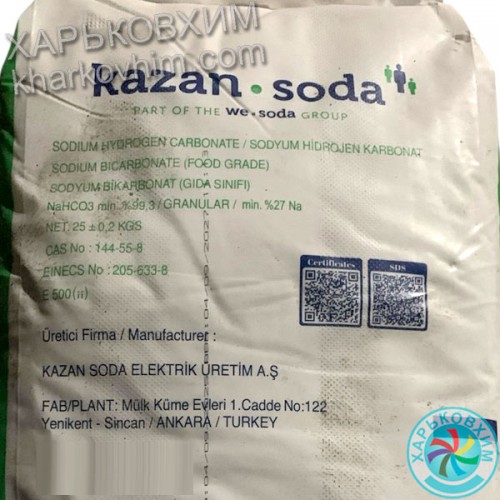 ХАРЬКОВХИМ
kharkovhim.com
kazan.soda
PART OF THE we.soda GROUP
SODIUM HYDROGEN CARBONATE / SODYUM HİDROJEN KARBONAT
SODIUM BICARBONATE (FOOD GRADE)
SODYUM BİKARBONAT (GIDA SINIFI)
NaHCO3 min. %99,3 / GRANULAR / min. %27 Na
NET 25 ± 0,2 KGS
CAS No : 144-55-8
EINECS No : 205-633-8
E 500(ii)
Certificates
SDS
Üretici Firma / Manufacturer :
KAZAN SODA ELEKTRİK ÜRETİM A.Ş
FAB/PLANT: Mülk Küme Evleri 1.Cadde No:122
Yenikent - Sincan / ANKARA / TURKEY
ХАРЬКОВХИМ